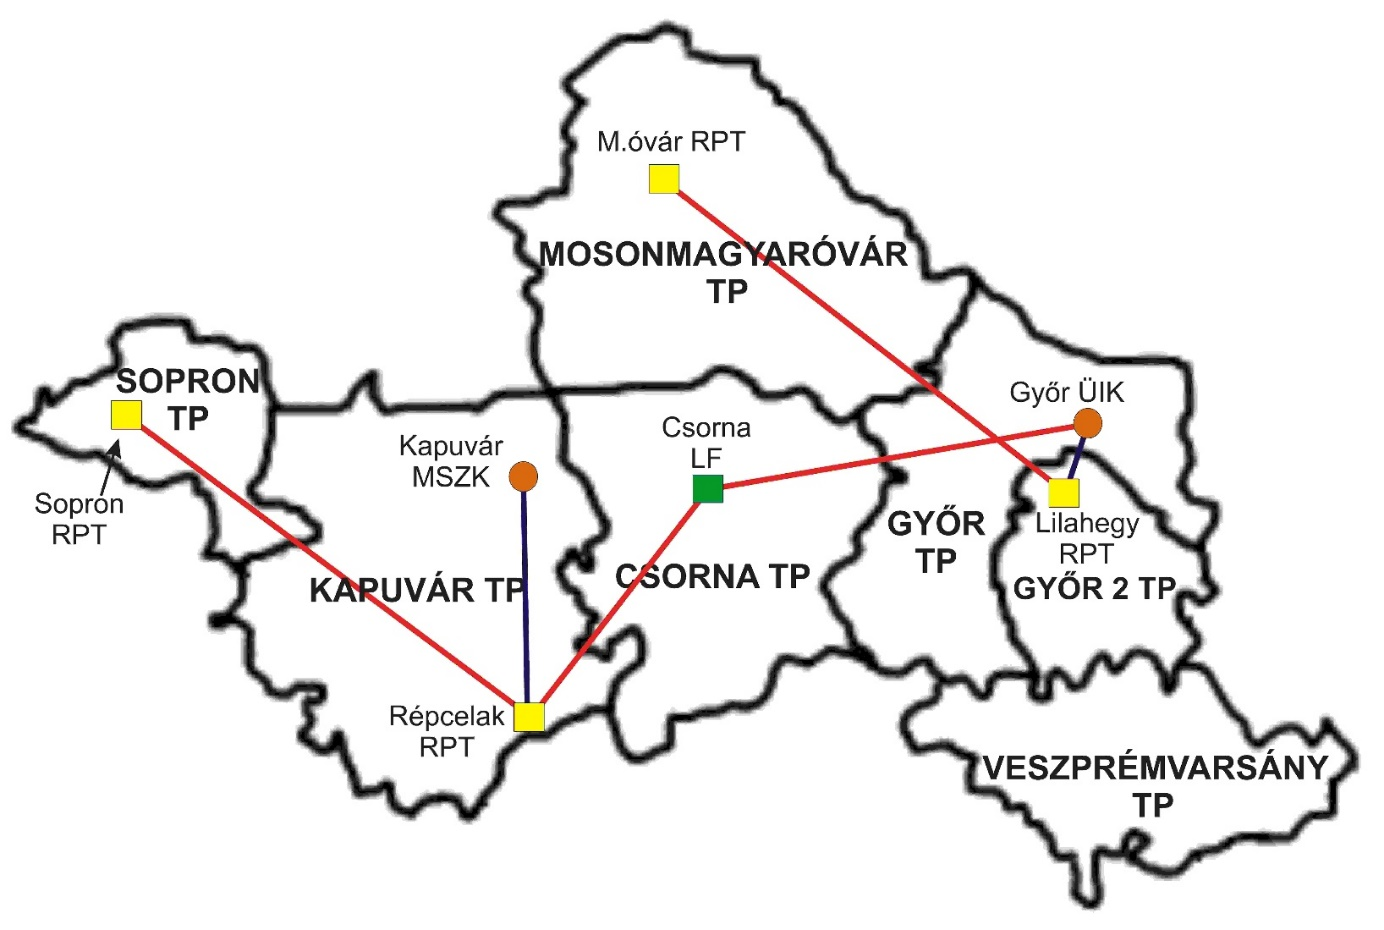 M.óvár RPT
MOSONMAGYARÓVÁR
TP
SOPRON
TP
Győr ÜIK
Csorna
LF
Kapuvár
MSZK
Soprón
RPT
GYŐR
TP
Lilahegy
RPT
KAPUVÁR TP
CSORNA TP
GYŐR 2 TP
Répcelak
RPT
VESZPRÉMVARSÁNY
TP